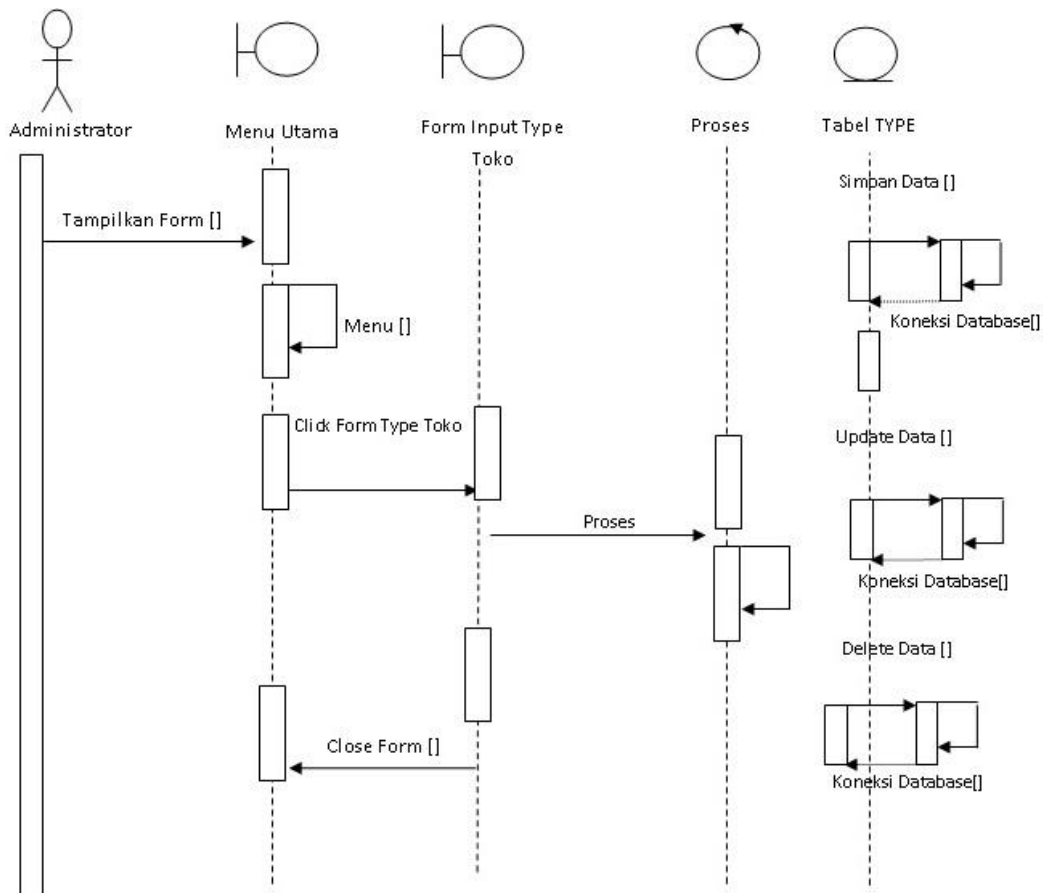 Administrator
Menu Utama
Form Input Type
Toko
Proses
Tabel TYPE
Simpan Data []
Tampilkan Form []
Koneksi Database[]
Menu []
Click Form Type Toko
Update Data []
Proses
Koneksi Database[]
Delete Data []
Close Form []
Koneksi Database[]